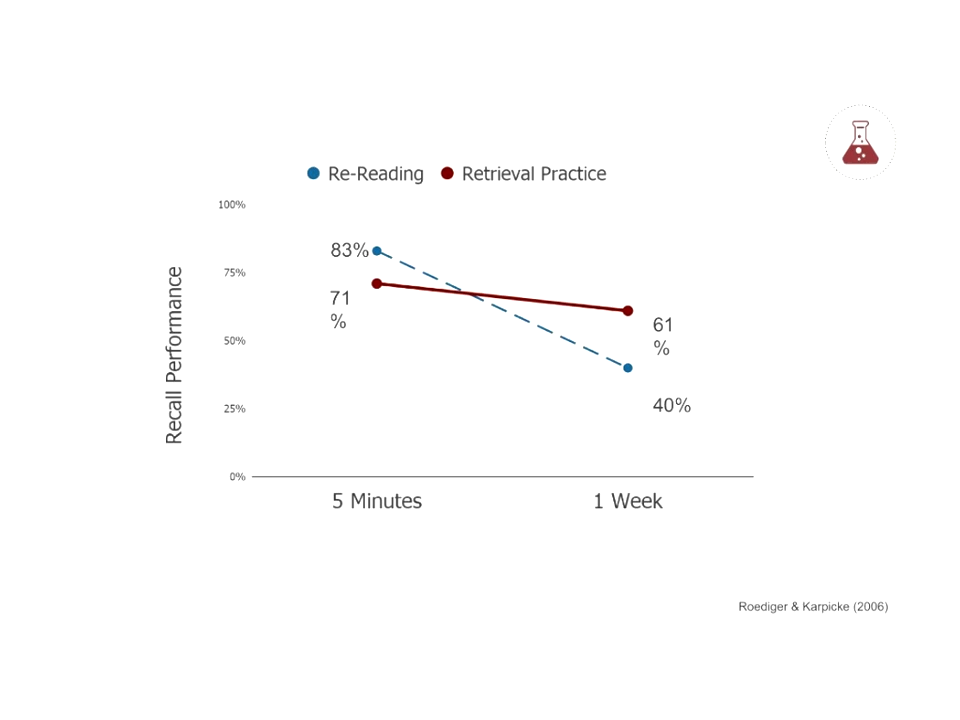 Re-Reading Retrieval Practice
100%
83%
75%
71
%
61
%
50%
40%
25%
0%
Recall Performance
5 Minutes 1 Week
Roediger & Karpicke (2006)